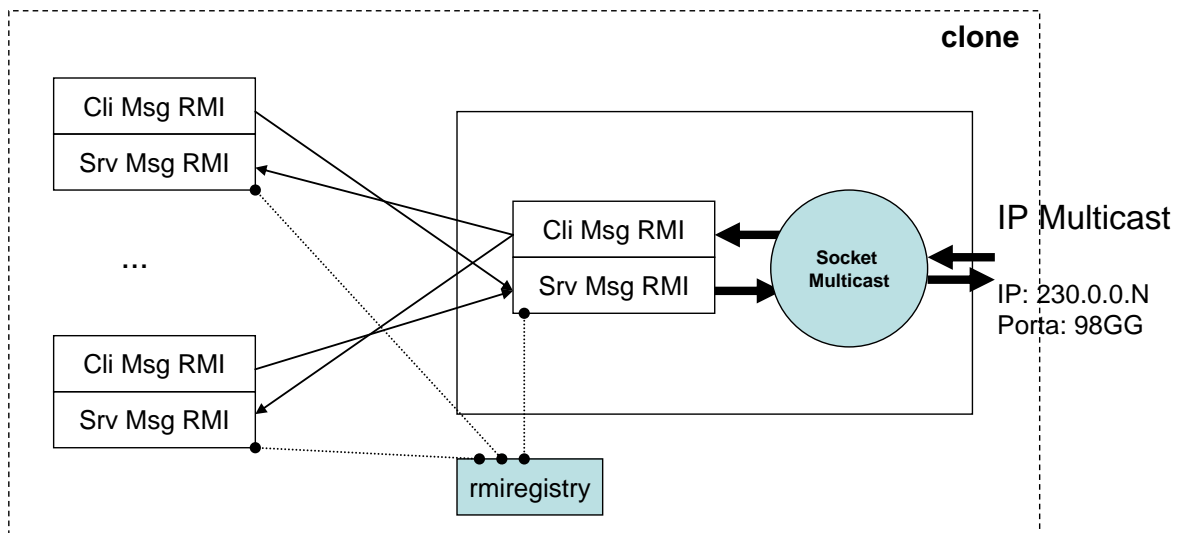 clone
Cli Msg RMI
Srv Msg RMI
...
Cli Msg RMI
Srv Msg RMI
Cli Msg RMI
Srv Msg RMI
Socket
Multicast
IP Multicast
IP: 230.0.0.N
Porta: 98GG
rmiregistry